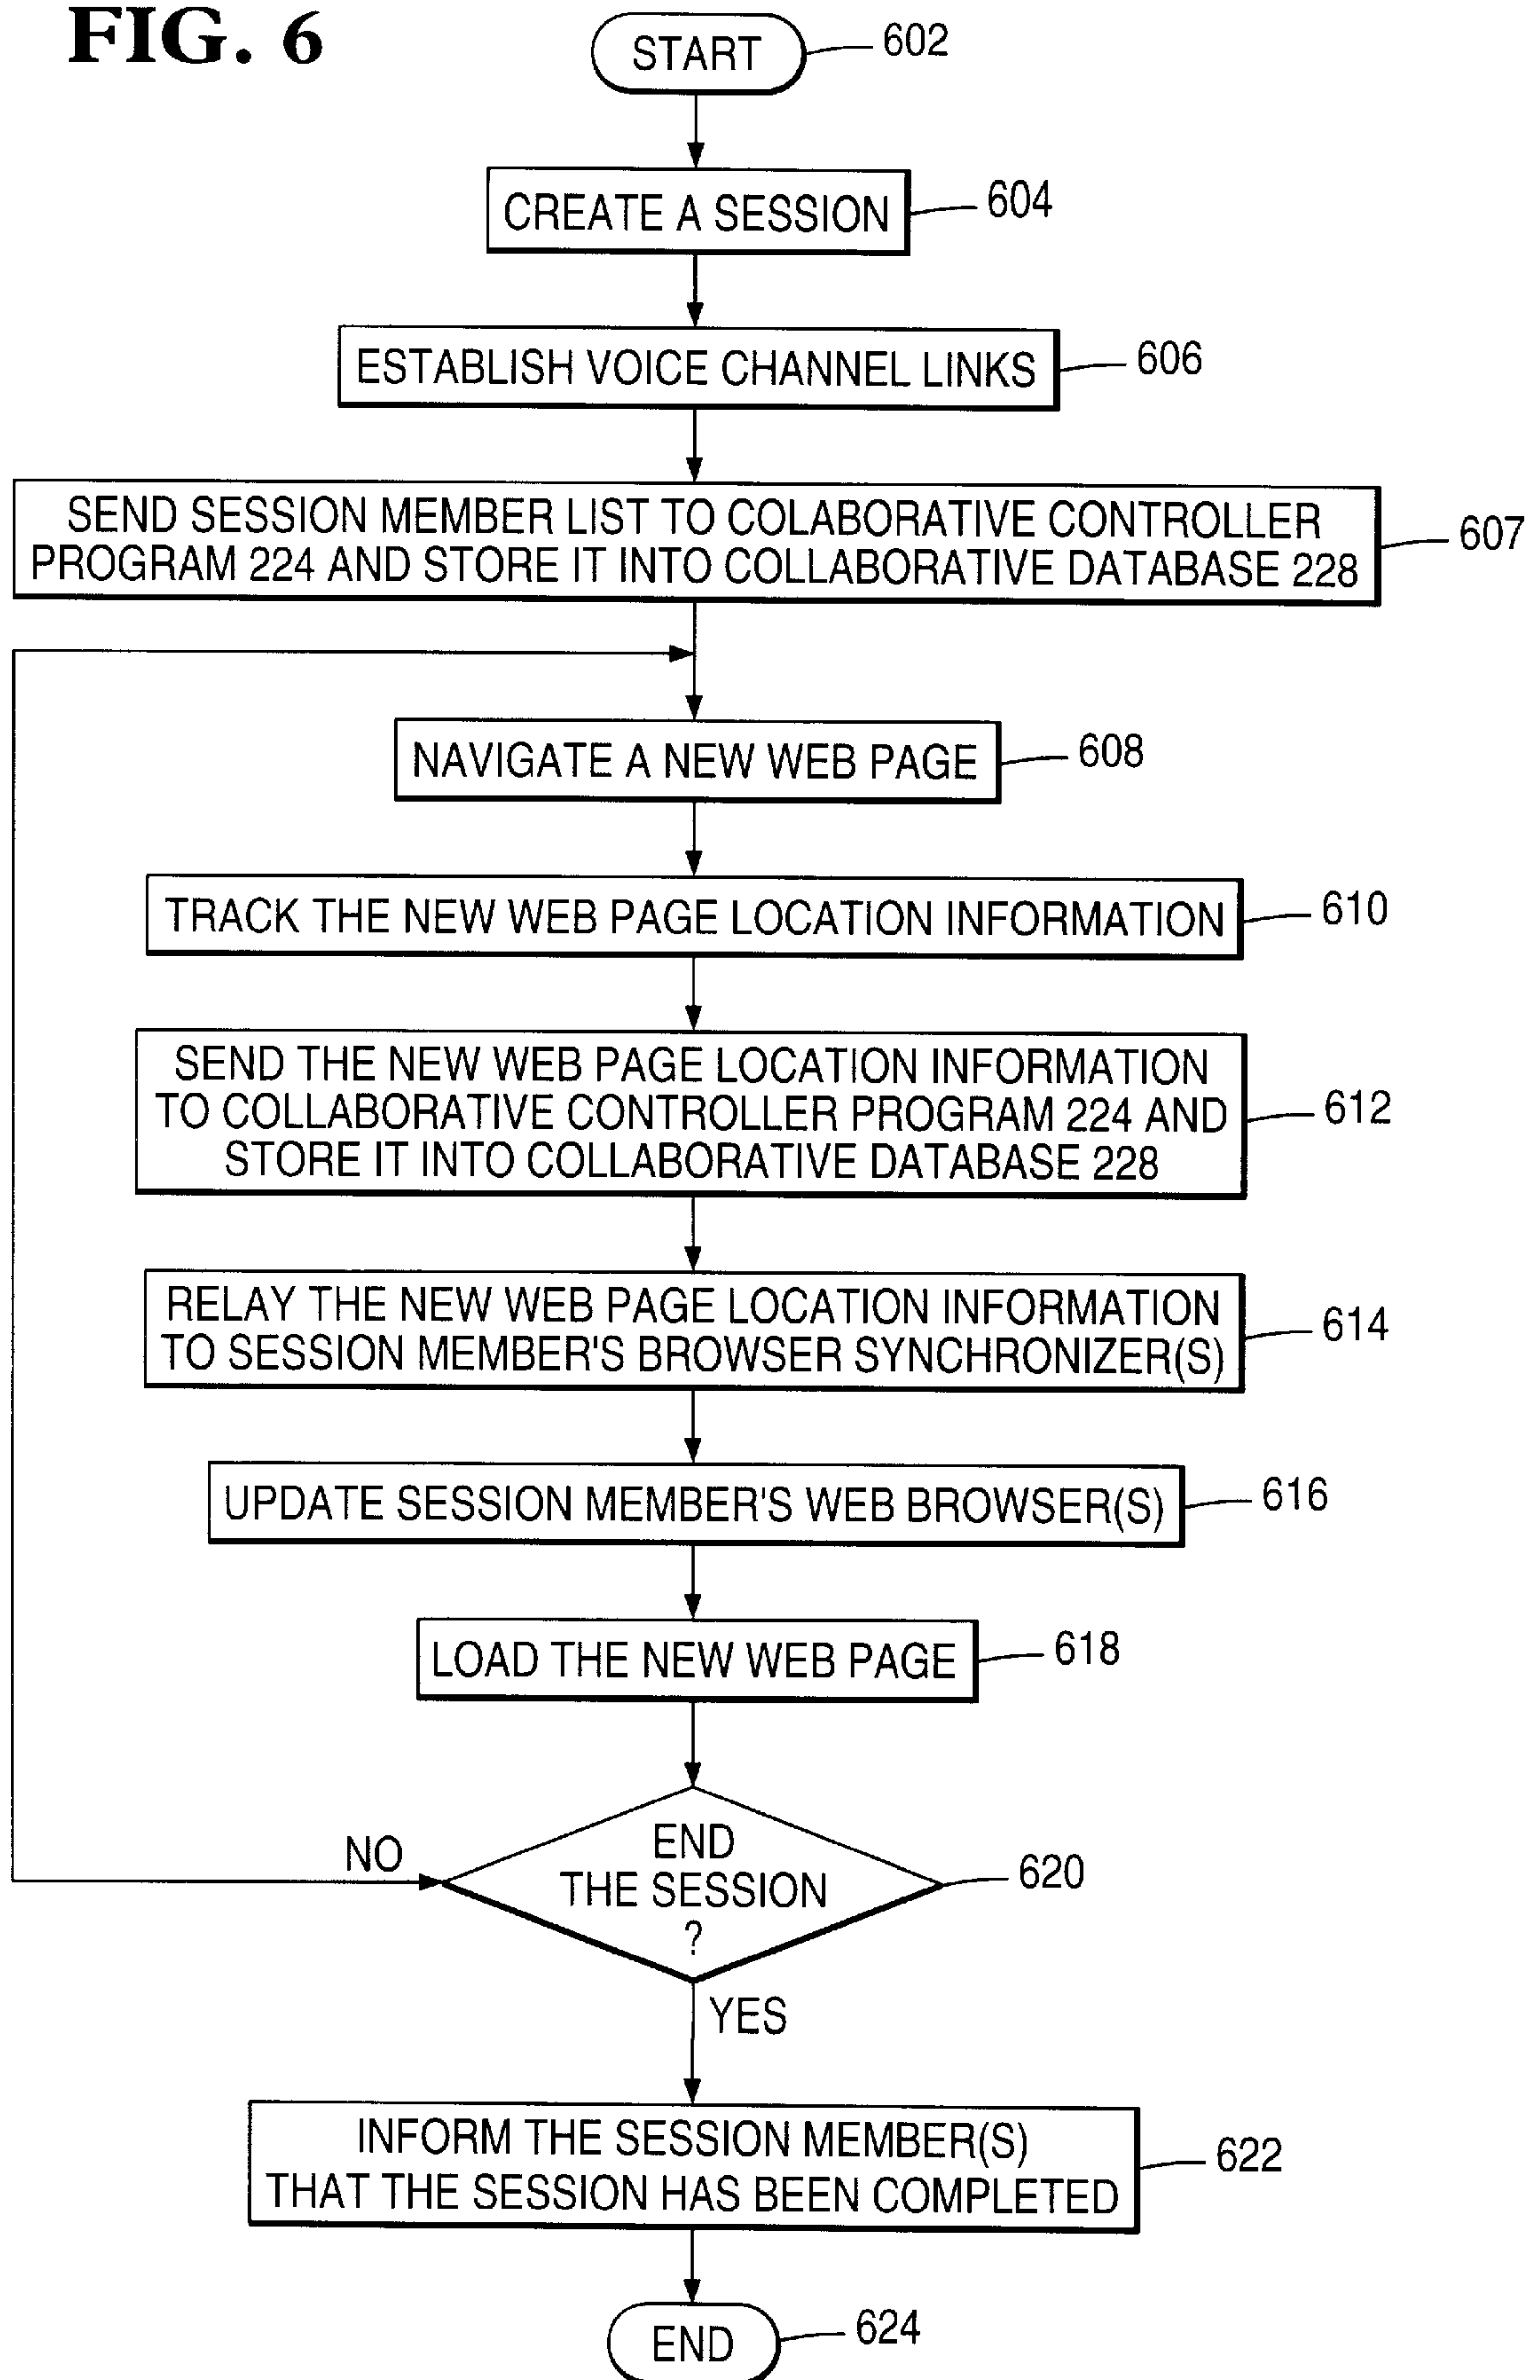 FIG. 6
START
602
CREATE A SESSION
604
ESTABLISH VOICE CHANNEL LINKS
606
SEND SESSION MEMBER LIST TO COLABORATIVE CONTROLLER
PROGRAM 224 AND STORE IT INTO COLLABORATIVE DATABASE 228
607
NAVIGATE A NEW WEB PAGE
608
TRACK THE NEW WEB PAGE LOCATION INFORMATION
610
SEND THE NEW WEB PAGE LOCATION INFORMATION
TO COLLABORATIVE CONTROLLER PROGRAM 224 AND
STORE IT INTO COLLABORATIVE DATABASE 228
612
RELAY THE NEW WEB PAGE LOCATION INFORMATION
TO SESSION MEMBER'S BROWSER SYNCHRONIZER(S)
614
UPDATE SESSION MEMBER'S WEB BROWSER(S)
616
LOAD THE NEW WEB PAGE
618
NO
END
THE SESSION
?
620
YES
INFORM THE SESSION MEMBER(S)
THAT THE SESSION HAS BEEN COMPLETED
622
END
624